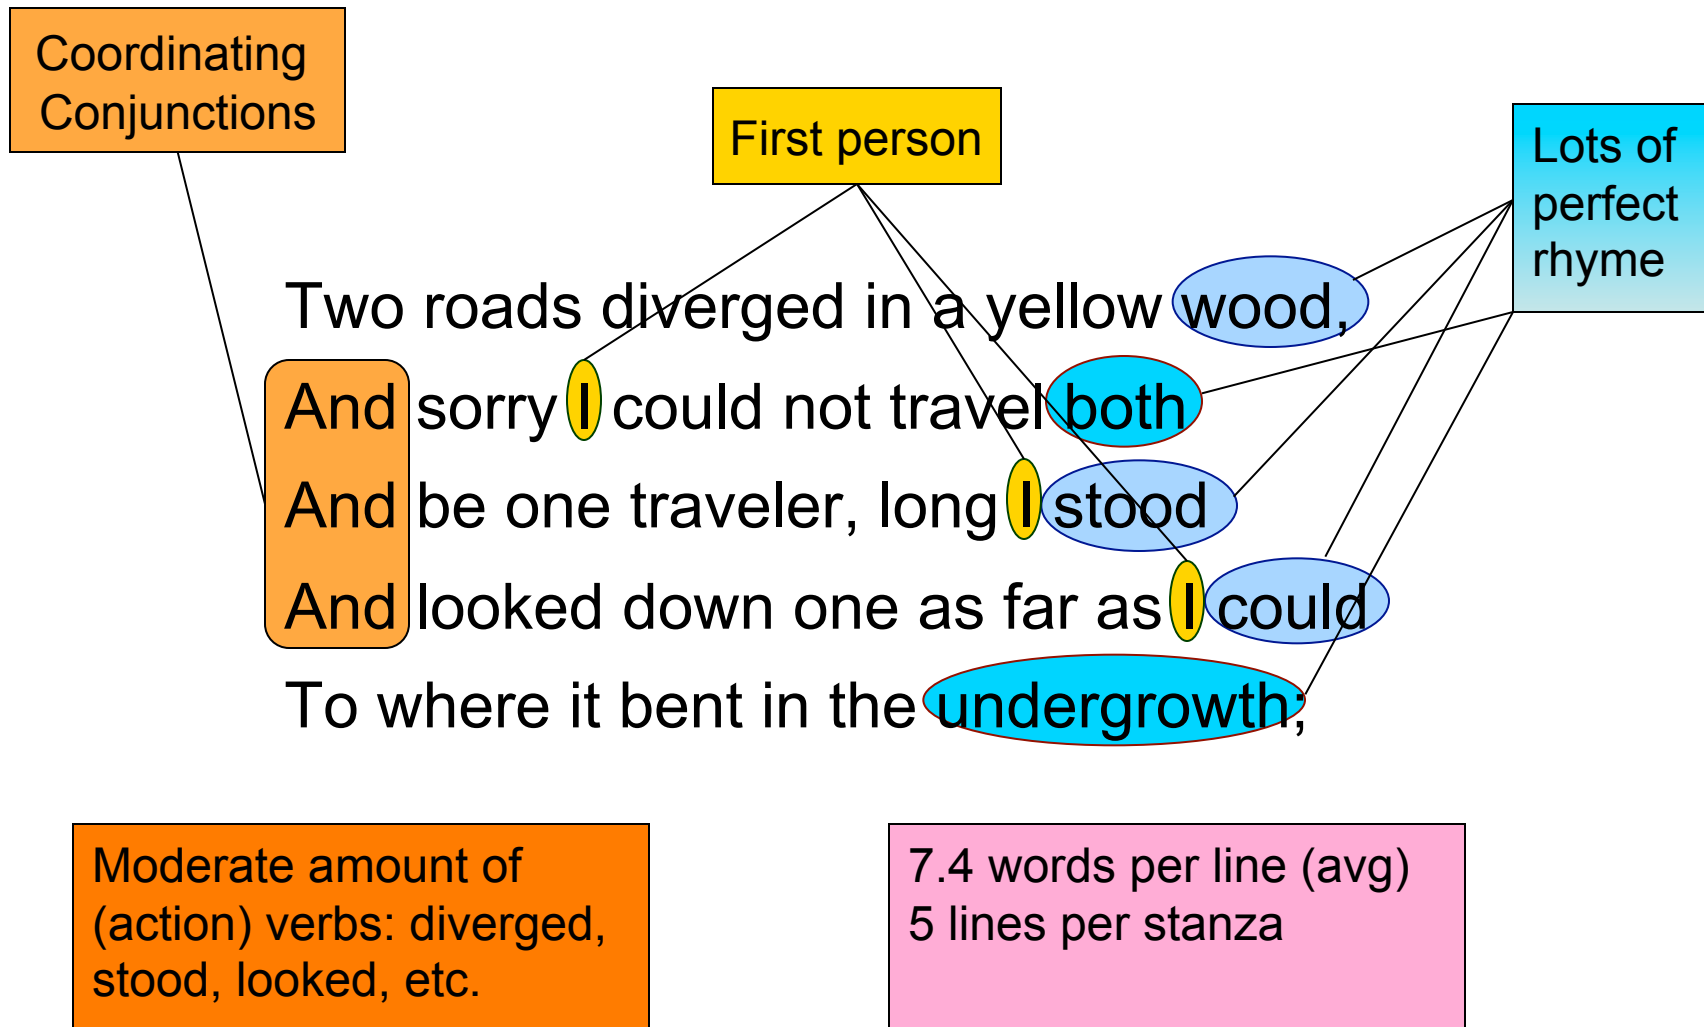 Coordinating
Conjunctions
First person
Lots of
perfect
rhyme
Two roads diverged in a yellow wood,
And sorry I could not travel both
And be one traveler, long I stood
And looked down one as far as I could
To where it bent in the undergrowth;
Moderate amount of
(action) verbs: diverged,
stood, looked, etc.
7.4 words per line (avg)
5 lines per stanza